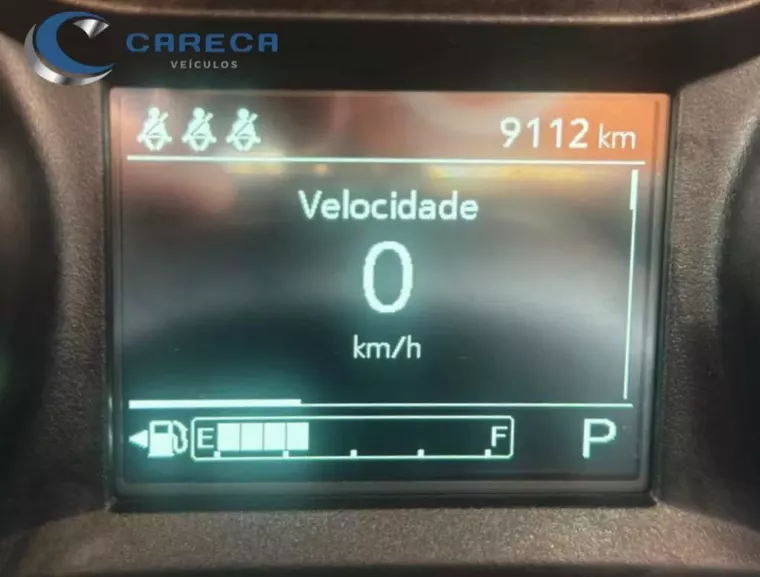 CARECA
VEÍCULOS
9112 km
Velocidade
0
km/h
E F P